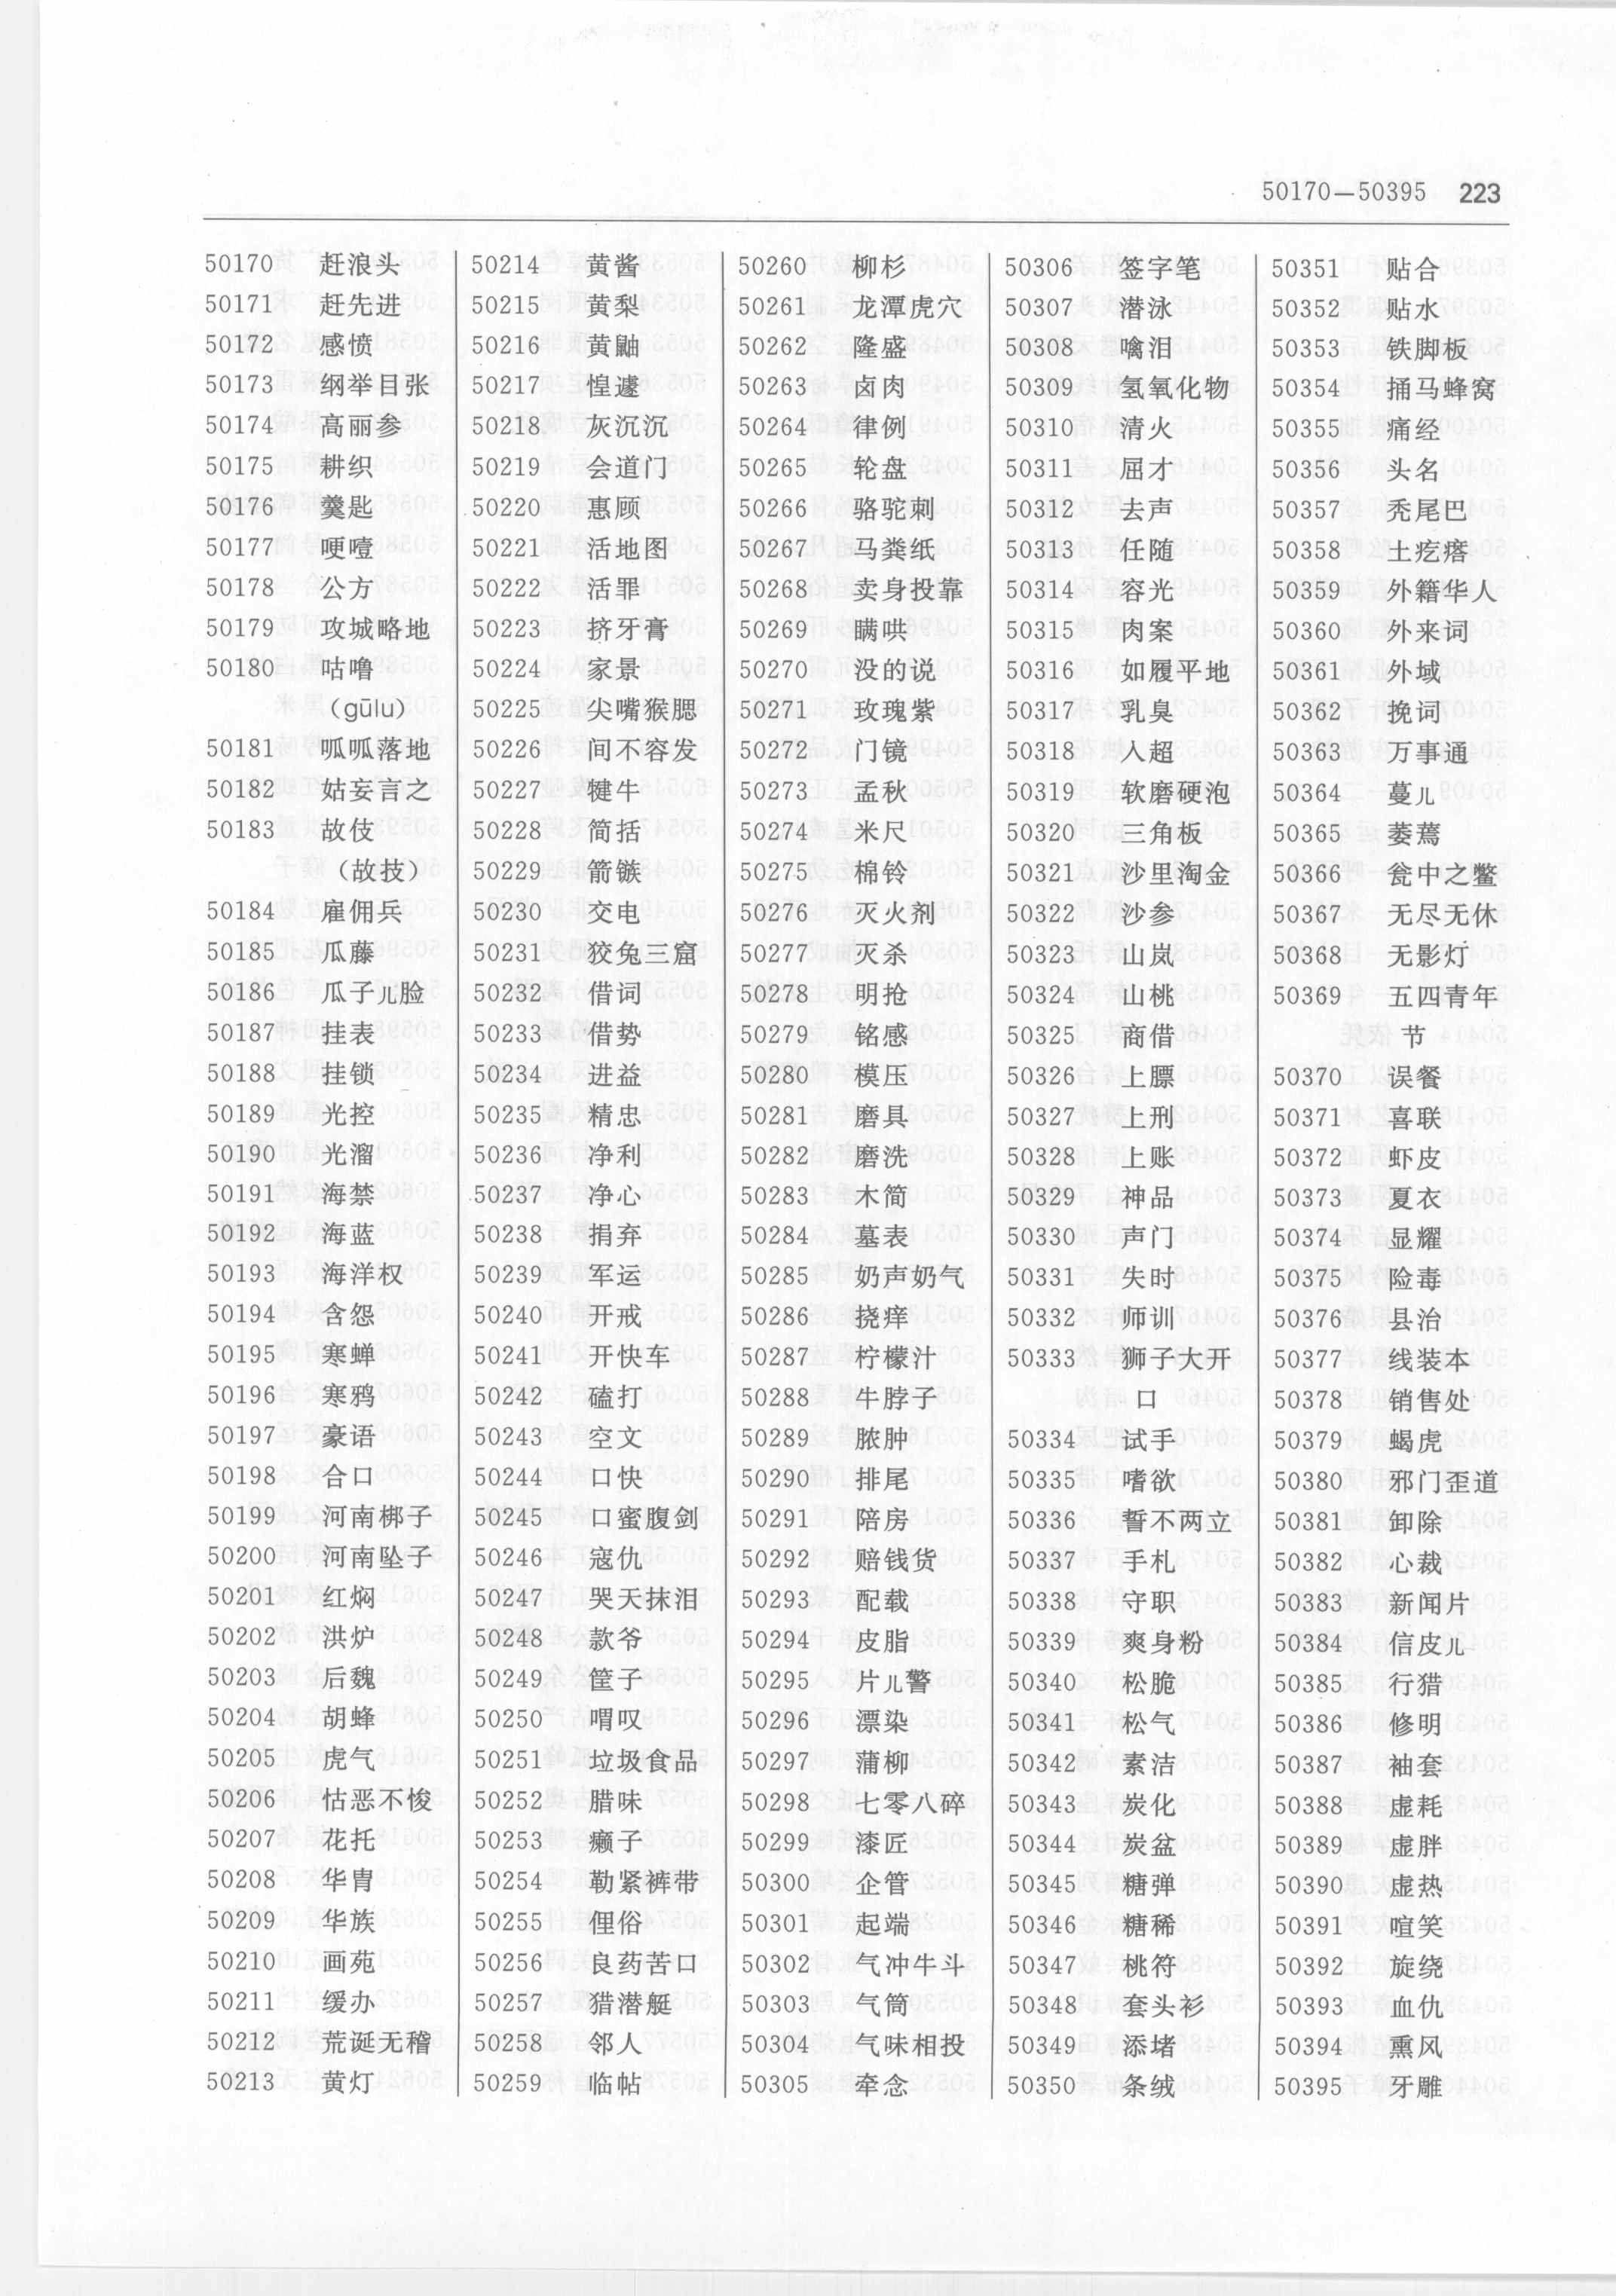 50170—50395 223
50170 赶浪头
50171 赶先进
50172 感愤
50173 纲举目张
50174 高丽参
50175 耕织
50176 羹匙
50177 哽噎
50178 公方
50179 攻城略地
50180 咕噜
(gūlu)
50181 呱呱落地
50182 姑妄言之
50183 故伎
(故技)
50184 雇佣兵
50185 瓜藤
50186 瓜子儿脸
50187 挂表
50188 挂锁
50189 光控
50190 光溜
50191 海禁
50192 海蓝
50193 海洋权
50194 含怨
50195 寒蝉
50196 寒鸦
50197 豪语
50198 合口
50199 河南梆子
50200 河南坠子
50201 红焖
50202 洪炉
50203 后魏
50204 胡蜂
50205 虎气
50206 怙恶不悛
50207 花托
50208 华胄
50209 华族
50210 画苑
50211 缓办
50212 荒诞无稽
50213 黄灯
50214 黄酱
50215 黄梨
50216 黄鼬
50217 惶遽
50218 灰沉沉
50219 会道门
50220 惠顾
50221 活地图
50222 活罪
50223 挤牙膏
50224 家景
50225 尖嘴猴腮
50226 间不容发
50227 犍牛
50228 简括
50229 箭镞
50230 交电
50231 狡兔三窟
50232 借词
50233 借势
50234 进益
50235 精忠
50236 净利
50237 净心
50238 捐弃
50239 军运
50240 开戒
50241 开快车
50242 磕打
50243 空文
50244 口快
50245 口蜜腹剑
50246 寇仇
50247 哭天抹泪
50248 款爷
50249 筐子
50250 喟叹
50251 垃圾食品
50252 腊味
50253 癞子
50254 勒紧裤带
50255 俚俗
50256 良药苦口
50257 猎潜艇
50258 邻人
50259 临帖
50260 柳杉
50261 龙潭虎穴
50262 隆盛
50263 卤肉
50264 律例
50265 轮盘
50266 骆驼刺
50267 马粪纸
50268 卖身投靠
50269 瞒哄
50270 没的说
50271 玫瑰紫
50272 门镜
50273 孟秋
50274 米尺
50275 棉铃
50276 灭火剂
50277 灭杀
50278 明抢
50279 铭感
50280 模压
50281 磨具
50282 磨洗
50283 木简
50284 墓表
50285 奶声奶气
50286 挠痒
50287 柠檬汁
50288 牛脖子
50289 脓肿
50290 排尾
50291 陪房
50292 赔钱货
50293 配载
50294 皮脂
50295 片儿警
50296 漂染
50297 蒲柳
50298 七零八碎
50299 漆匠
50300 企管
50301 起端
50302 气冲牛斗
50303 气筒
50304 气味相投
50305 牵念
50306 签字笔
50307 潜泳
50308 噙泪
50309 氢氧化物
50310 清火
50311 屈才
50312 去声
50313 任随
50314 容光
50315 肉案
50316 如履平地
50317 乳臭
50318 入超
50319 软磨硬泡
50320 三角板
50321 沙里淘金
50322 沙参
50323 山岚
50324 山桃
50325 商借
50326 上膘
50327 上刑
50328 上账
50329 神品
50330 声门
50331 失时
50332 师训
50333 狮子大开
口
50334 试手
50335 嗜欲
50336 誓不两立
50337 手札
50338 守职
50339 爽身粉
50340 松脆
50341 松气
50342 素洁
50343 炭化
50344 炭盆
50345 糖弹
50346 糖稀
50347 桃符
50348 套头衫
50349 添堵
50350 条绒
50351 贴合
50352 贴水
50353 铁脚板
50354 捅马蜂窝
50355 痛经
50356 头名
50357 秃尾巴
50358 土疙瘩
50359 外籍华人
50360 外来词
50361 外域
50362 挽词
50363 万事通
50364 蔓儿
50365 萎蔫
50366 瓮中之鳖
50367 无尽无休
50368 无影灯
50369 五四青年
节
50370 误餐
50371 喜联
50372 虾皮
50373 夏衣
50374 显耀
50375 险毒
50376 县治
50377 线装本
50378 销售处
50379 蝎虎
50380 邪门歪道
50381 卸除
50382 心裁
50383 新闻片
50384 信皮儿
50385 行猎
50386 修明
50387 袖套
50388 虚耗
50389 虚胖
50390 虚热
50391 喧笑
50392 旋绕
50393 血仇
50394 熏风
50395 牙雕